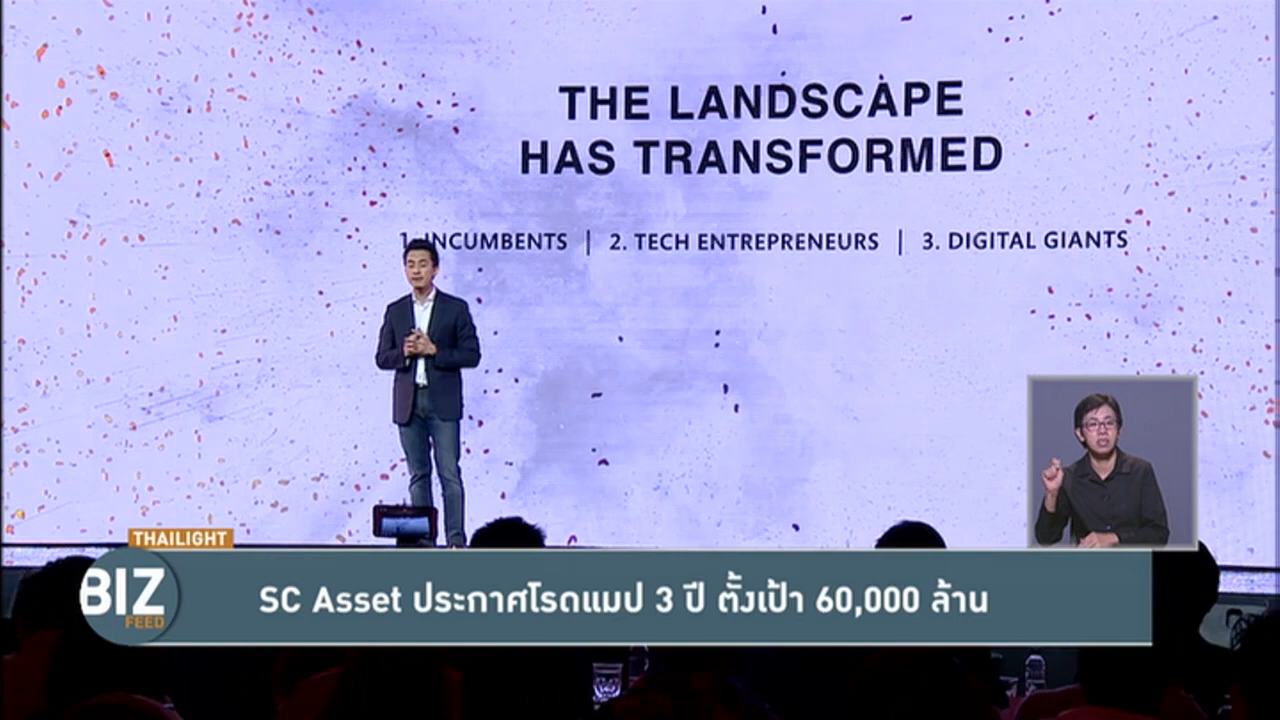 THE LANDSCAPE
HAS TRANSFORMED
1. INCUMBENTS | 2. TECH ENTREPRENEURS | 3. DIGITAL GIANTS
THAILIGHT
BIZ
FEED
SC Asset ประกาศโรดแมป 3 ปี ตั้งเป้า 60,000 ล้าน